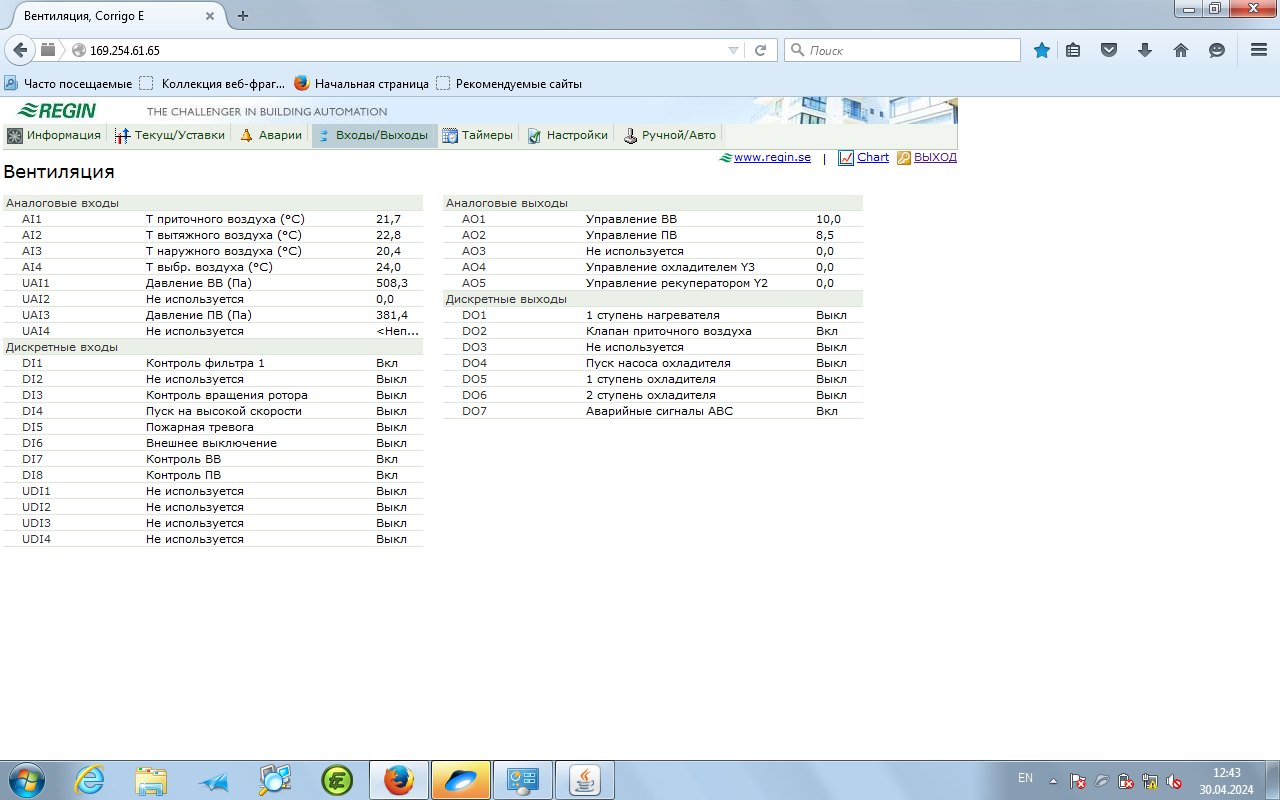 Вентиляция, Corrigo E
169.254.61.65
Поиск
Часто посещаемые
Коллекция веб-фраг...
Начальная страница
Рекомендуемые сайты
REGIN
THE CHALLENGER IN BUILDING AUTOMATION
Информация
Текущ/Уставки
Аварии
Входы/Выходы
Таймеры
Настройки
Ручной/Авто
www.regin.se | Chart ВЫХОД
Вентиляция
Аналоговые входы
AI1 Т приточного воздуха (°C) 21,7
AI2 Т вытяжного воздуха (°C) 22,8
AI3 Т наружного воздуха (°C) 20,4
AI4 Т выбр. воздуха (°C) 24,0
UAI1 Давление ВВ (Па) 508,3
UAI2 Не используется 0,0
UAI3 Давление ПВ (Па) 381,4
UAI4 Не используется <Неп...
Дискретные входы
DI1 Контроль фильтра 1 Вкл
DI2 Не используется Выкл
DI3 Контроль вращения ротора Выкл
DI4 Пуск на высокой скорости Выкл
DI5 Пожарная тревога Выкл
DI6 Внешнее выключение Выкл
DI7 Контроль ВВ Вкл
DI8 Контроль ПВ Вкл
UDI1 Не используется Выкл
UDI2 Не используется Выкл
UDI3 Не используется Выкл
UDI4 Не используется Выкл
Аналоговые выходы
AO1 Управление ВВ 10,0
AO2 Управление ПВ 8,5
AO3 Не используется 0,0
AO4 Управление охладителем Y3 0,0
AO5 Управление рекуператором Y2 0,0
Дискретные выходы
DO1 1 ступень нагревателя Выкл
DO2 Клапан приточного воздуха Вкл
DO3 Не используется Выкл
DO4 Пуск насоса охладителя Выкл
DO5 1 ступень охладителя Выкл
DO6 2 ступень охладителя Выкл
DO7 Аварийные сигналы ABC Вкл
EN
12:43
30.04.2024